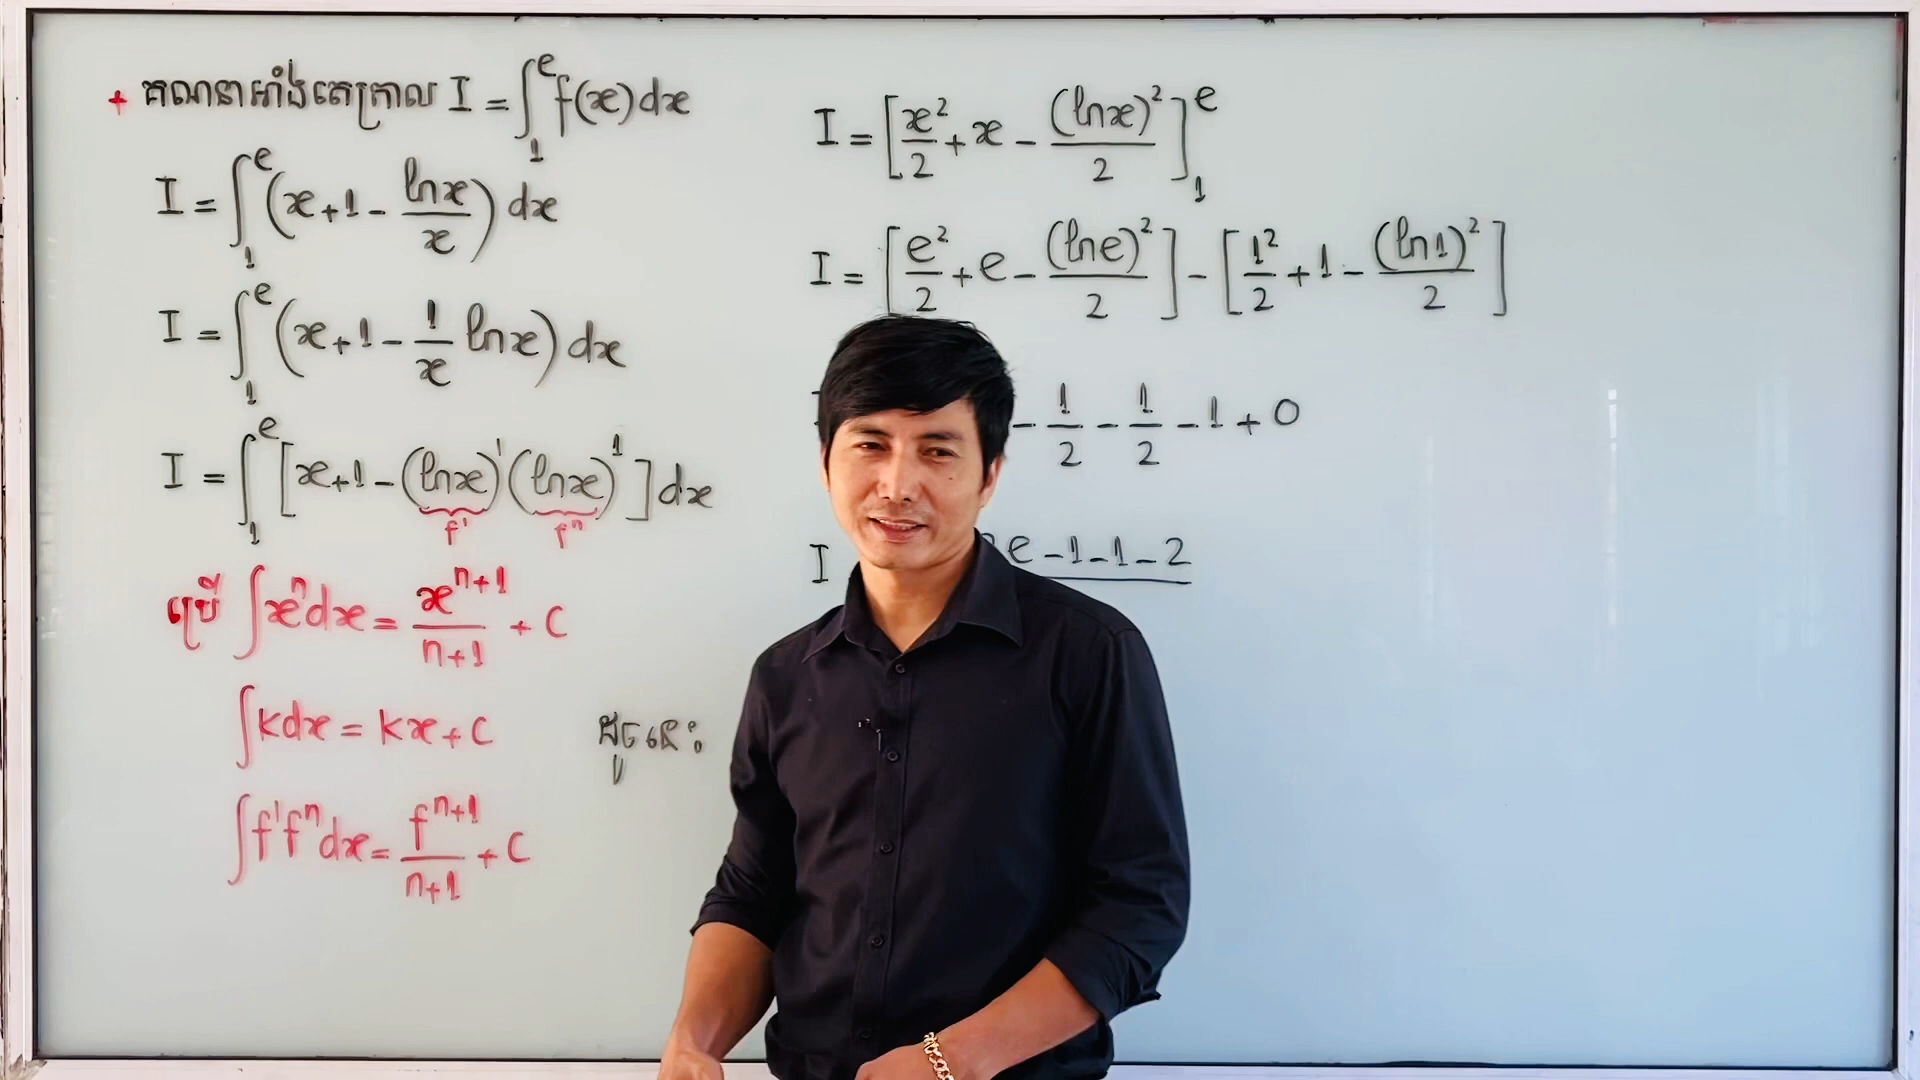 + គណនាអាំងតេក្រាល I = ∫₁ᵉ f(x)dx
I = ∫₁ᵉ (x+1 - lnx/x) dx
I = ∫₁ᵉ (x+1 - 1/x lnx) dx
I = ∫₁ᵉ [x+1 - (lnx)' (lnx)¹] dx
f' fⁿ
ប្រើ ∫xⁿdx = xⁿ⁺¹/(n+1) + C
∫kdx = kx + C
∫f'fⁿdx = fⁿ⁺¹/(n+1) + C
ដូចនេះ
I = [x²/2 + x - (lnx)²/2]₁ᵉ
I = [e²/2 + e - (lne)²/2] - [1²/2 + 1 - (ln1)²/2]
- 1/2 - 1/2 - 1 + 0
I e - 1 - 1 - 2